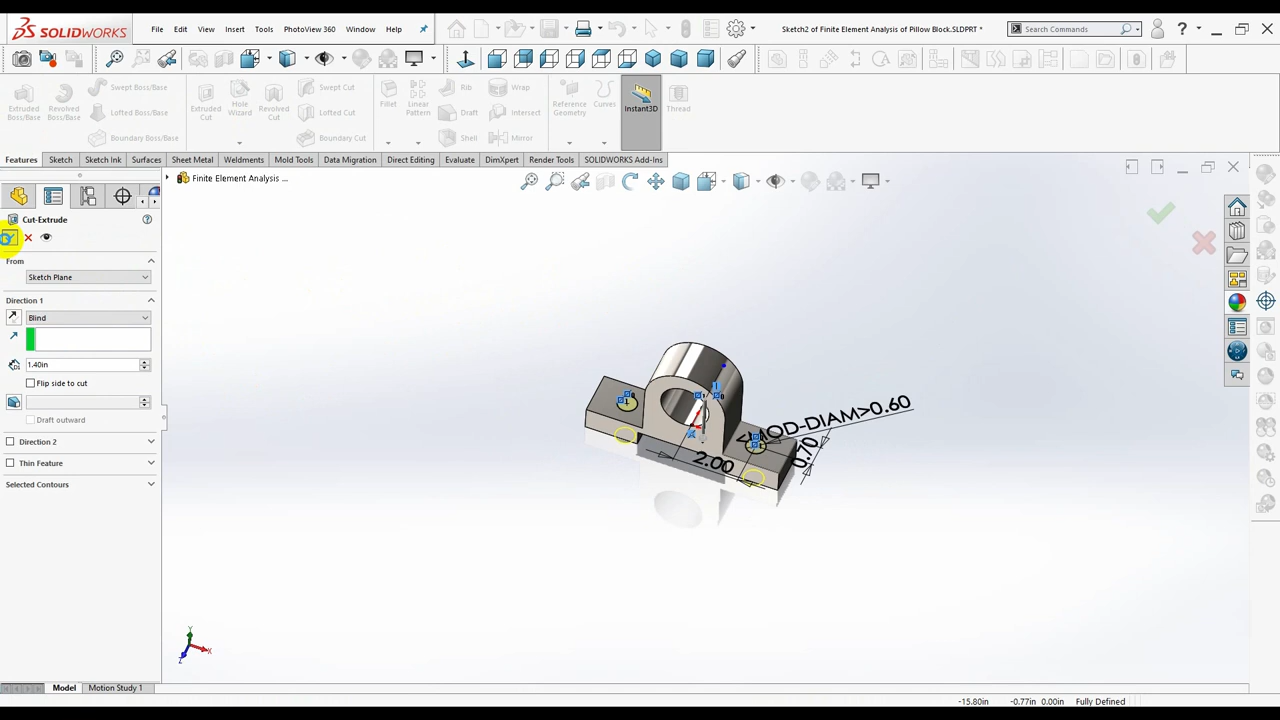 SOLIDWORKS
File Edit View Insert Tools PhotoView 360 Window Help
Sketch2 of Finite Element Analysis of Pillow Block.SLDPRT *
Search Commands
Extruded Boss/Base
Revolved Boss/Base
Swept Boss/Base
Lofted Boss/Base
Boundary Boss/Base
Extruded Cut
Hole Wizard
Revolved Cut
Swept Cut
Lofted Cut
Boundary Cut
Fillet
Linear Pattern
Rib
Draft
Shell
Wrap
Intersect
Mirror
Reference Geometry
Curves
Instant3D
Thread
Features Sketch Sketch Ink Surfaces Sheet Metal Weldments Mold Tools Data Migration Direct Editing Evaluate DimXpert Render Tools SOLIDWORKS Add-Ins
Finite Element Analysis ...
Cut-Extrude
From
Sketch Plane
Direction 1
Blind
1.40in
Flip side to cut
Draft outward
Direction 2
Thin Feature
Selected Contours
<MOD-DIAM>0.60
0.70
2.00
Y
X
Z
Model Motion Study 1
-15.80in -0.77in 0.00in Fully Defined